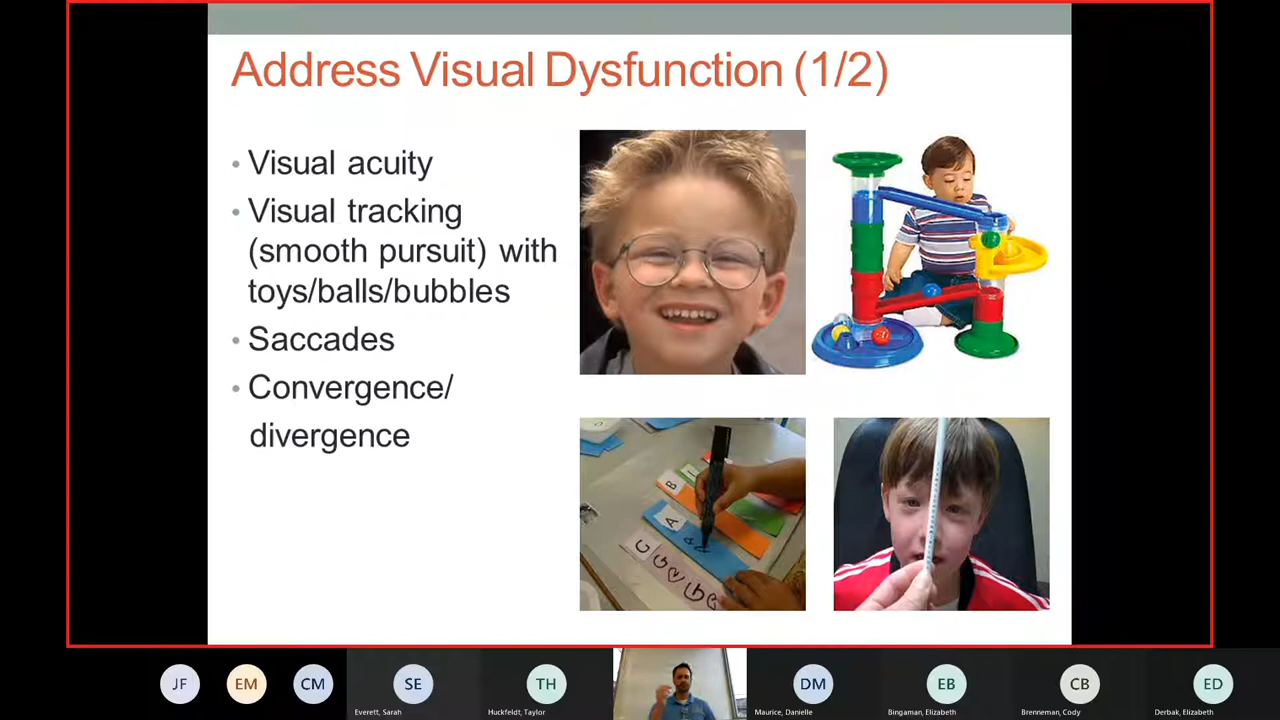 Address Visual Dysfunction (1/2)
• Visual acuity
• Visual tracking
(smooth pursuit) with
toys/balls/bubbles
• Saccades
• Convergence/
divergence
B
A
JF
EM
CM
SE
TH
DM
EB
CB
ED
Everett, Sarah
Huckfeldt, Taylor
Maurice, Danielle
Bingaman, Elizabeth
Brenneman, Cody
Derbak, Elizabeth